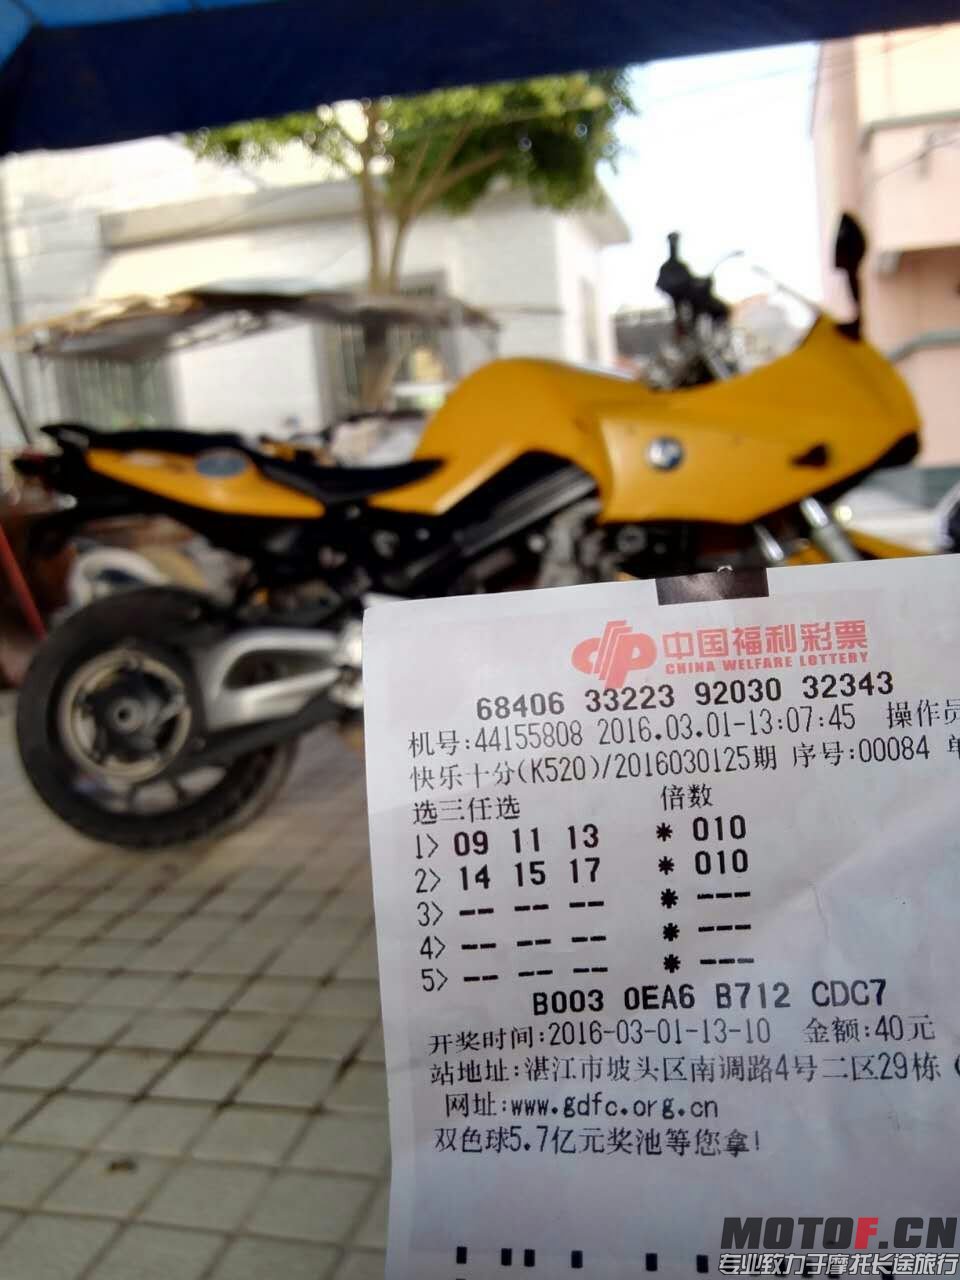 中国福利彩票
CHINA WELFARE LOTTERY
68406 33223 92030 32343
机号:44155808 2016.03.01-13:07:45 操作员
快乐十分(K520)/2016030125期 序号:00084 单
选三任选 倍数
1> 09 11 13 * 010
2> 14 15 17 * 010
3> -- -- -- * ---
4> -- -- -- * ---
5> -- -- -- * ---
B003 0EA6 B712 CDC7
开奖时间:2016-03-01-13-10 金额:40元
站地址:湛江市坡头区南调路4号二区29栋（
网址:www.gdfc.org.cn
双色球5.7亿元奖池等您拿!
MOTOF.CN
专业致力于摩托长途旅行